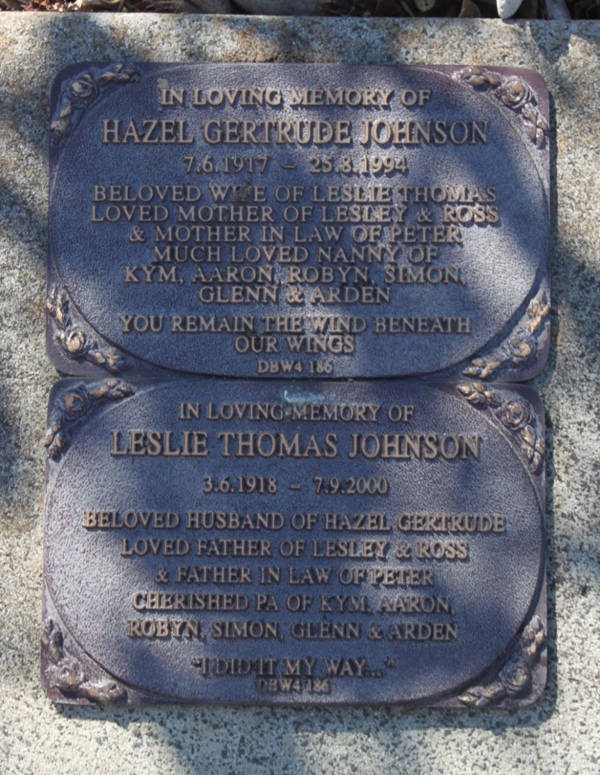 IN LOVING MEMORY OF
HAZEL GERTRUDE JOHNSON
7.6.1917 – 25.8.1994
BELOVED WIFE OF LESLIE THOMAS
LOVED MOTHER OF LESLEY & ROSS
& MOTHER IN LAW OF PETER
MUCH LOVED NANNY OF
KYM, AARON, ROBYN, SIMON,
GLENN & ARDEN
YOU REMAIN THE WIND BENEATH
OUR WINGS
DBW4 186
IN LOVING MEMORY OF
LESLIE THOMAS JOHNSON
3.6.1918 – 7.9.2000
BELOVED HUSBAND OF HAZEL GERTRUDE
LOVED FATHER OF LESLEY & ROSS
& FATHER IN LAW OF PETER
CHERISHED PA OF KYM, AARON,
ROBYN, SIMON, GLENN & ARDEN
"I DID IT MY WAY..."
DBW4 186